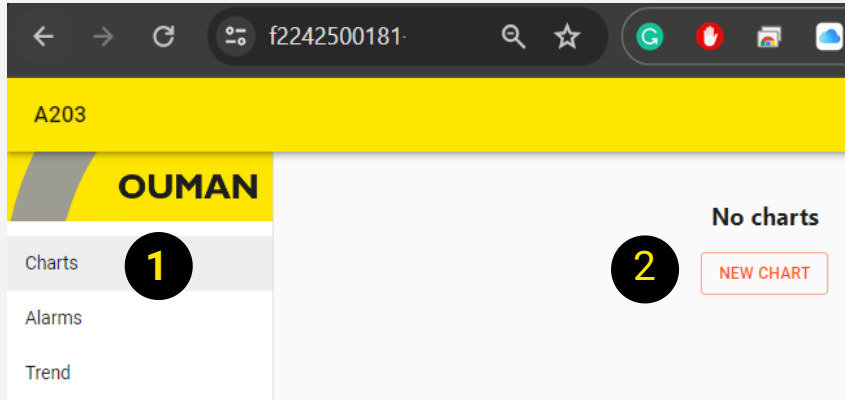 f2242500181-
A203
OUMAN
No charts
Charts
1
2
NEW CHART
Alarms
Trend